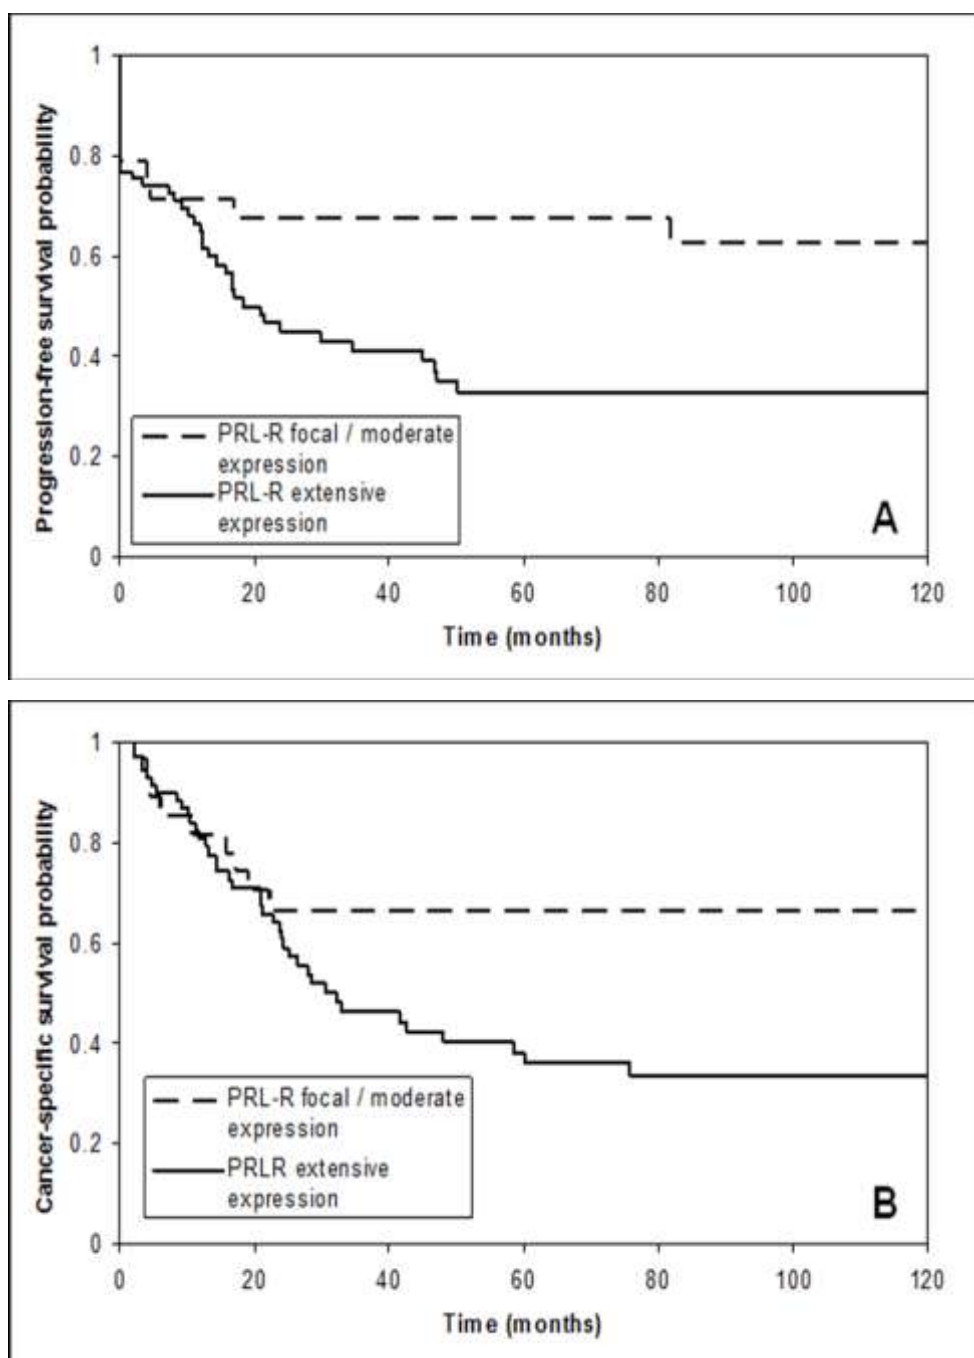 Progression-free survival probability
1
0.8
0.6
0.4
0.2
0
PRL-R focal / moderate
expression
PRL-R extensive
expression
A
0 20 40 60 80 100 120
Time (months)
Cancer-specific survival probability
1
0.8
0.6
0.4
0.2
0
PRL-R focal / moderate
expression
PRLR extensive
expression
B
0 20 40 60 80 100 120
Time (months)